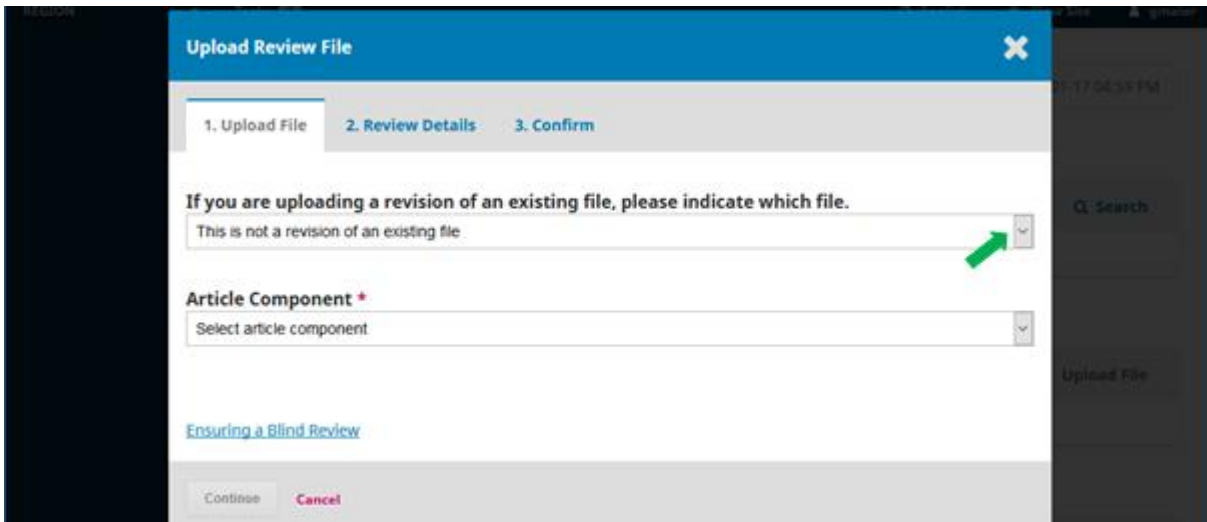 REGION
Upload Review File
1. Upload File 2. Review Details 3. Confirm
If you are uploading a revision of an existing file, please indicate which file.
This is not a revision of an existing file
Search
Article Component *
Select article component
Upload File
Ensuring a Blind Review
Continue Cancel